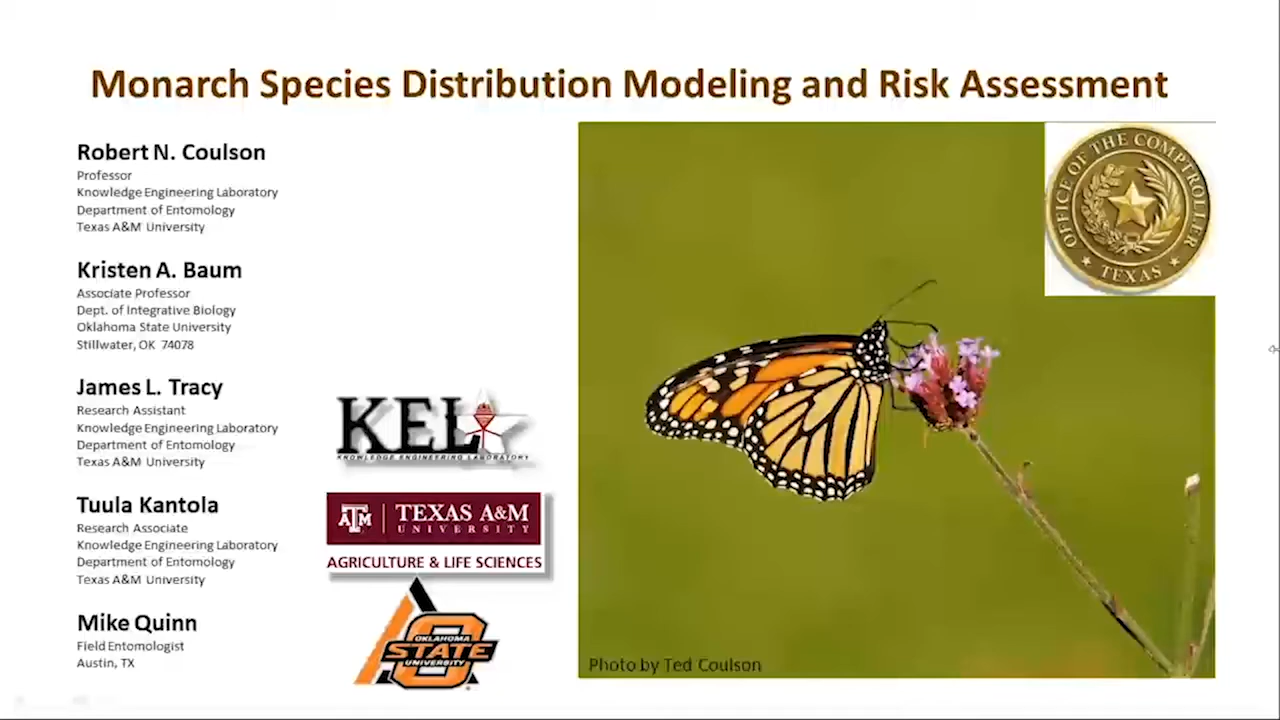 Monarch Species Distribution Modeling and Risk Assessment
Robert N. Coulson
Professor
Knowledge Engineering Laboratory
Department of Entomology
Texas A&M University
Kristen A. Baum
Associate Professor
Dept. of Integrative Biology
Oklahoma State University
Stillwater, OK 74078
James L. Tracy
Research Assistant
Knowledge Engineering Laboratory
Department of Entomology
Texas A&M University
Tuula Kantola
Research Associate
Knowledge Engineering Laboratory
Department of Entomology
Texas A&M University
Mike Quinn
Field Entomologist
Austin, TX
KEL
KNOWLEDGE ENGINEERING LABORATORY
ATM TEXAS A&M
UNIVERSITY
AGRICULTURE & LIFE SCIENCES
OKLAHOMA
STATE
UNIVERSITY
OFFICE OF THE COMPTROLLER
TEXAS
Photo by Ted Coulson